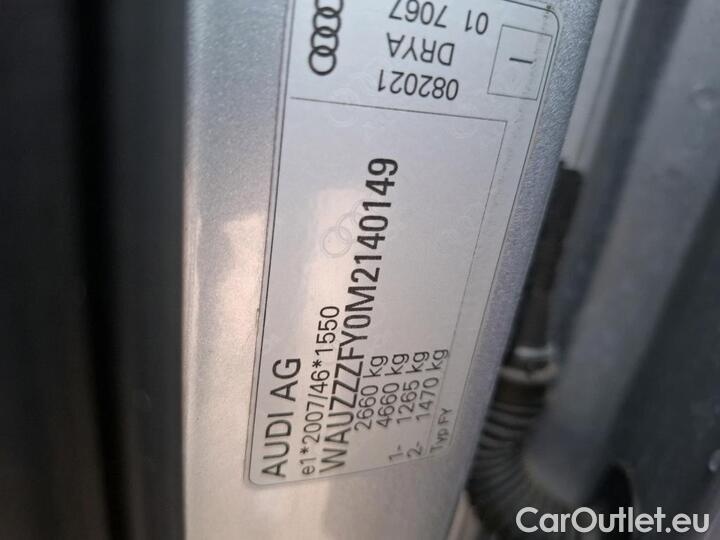 AUDI AG
e1*2007/46*1550
WAUZZZFY0M2140149
2660 kg
4660 kg
1- 1265 kg
2- 1470 kg
Typ FY
082021
DRYA
01 7067
CarOutlet.eu